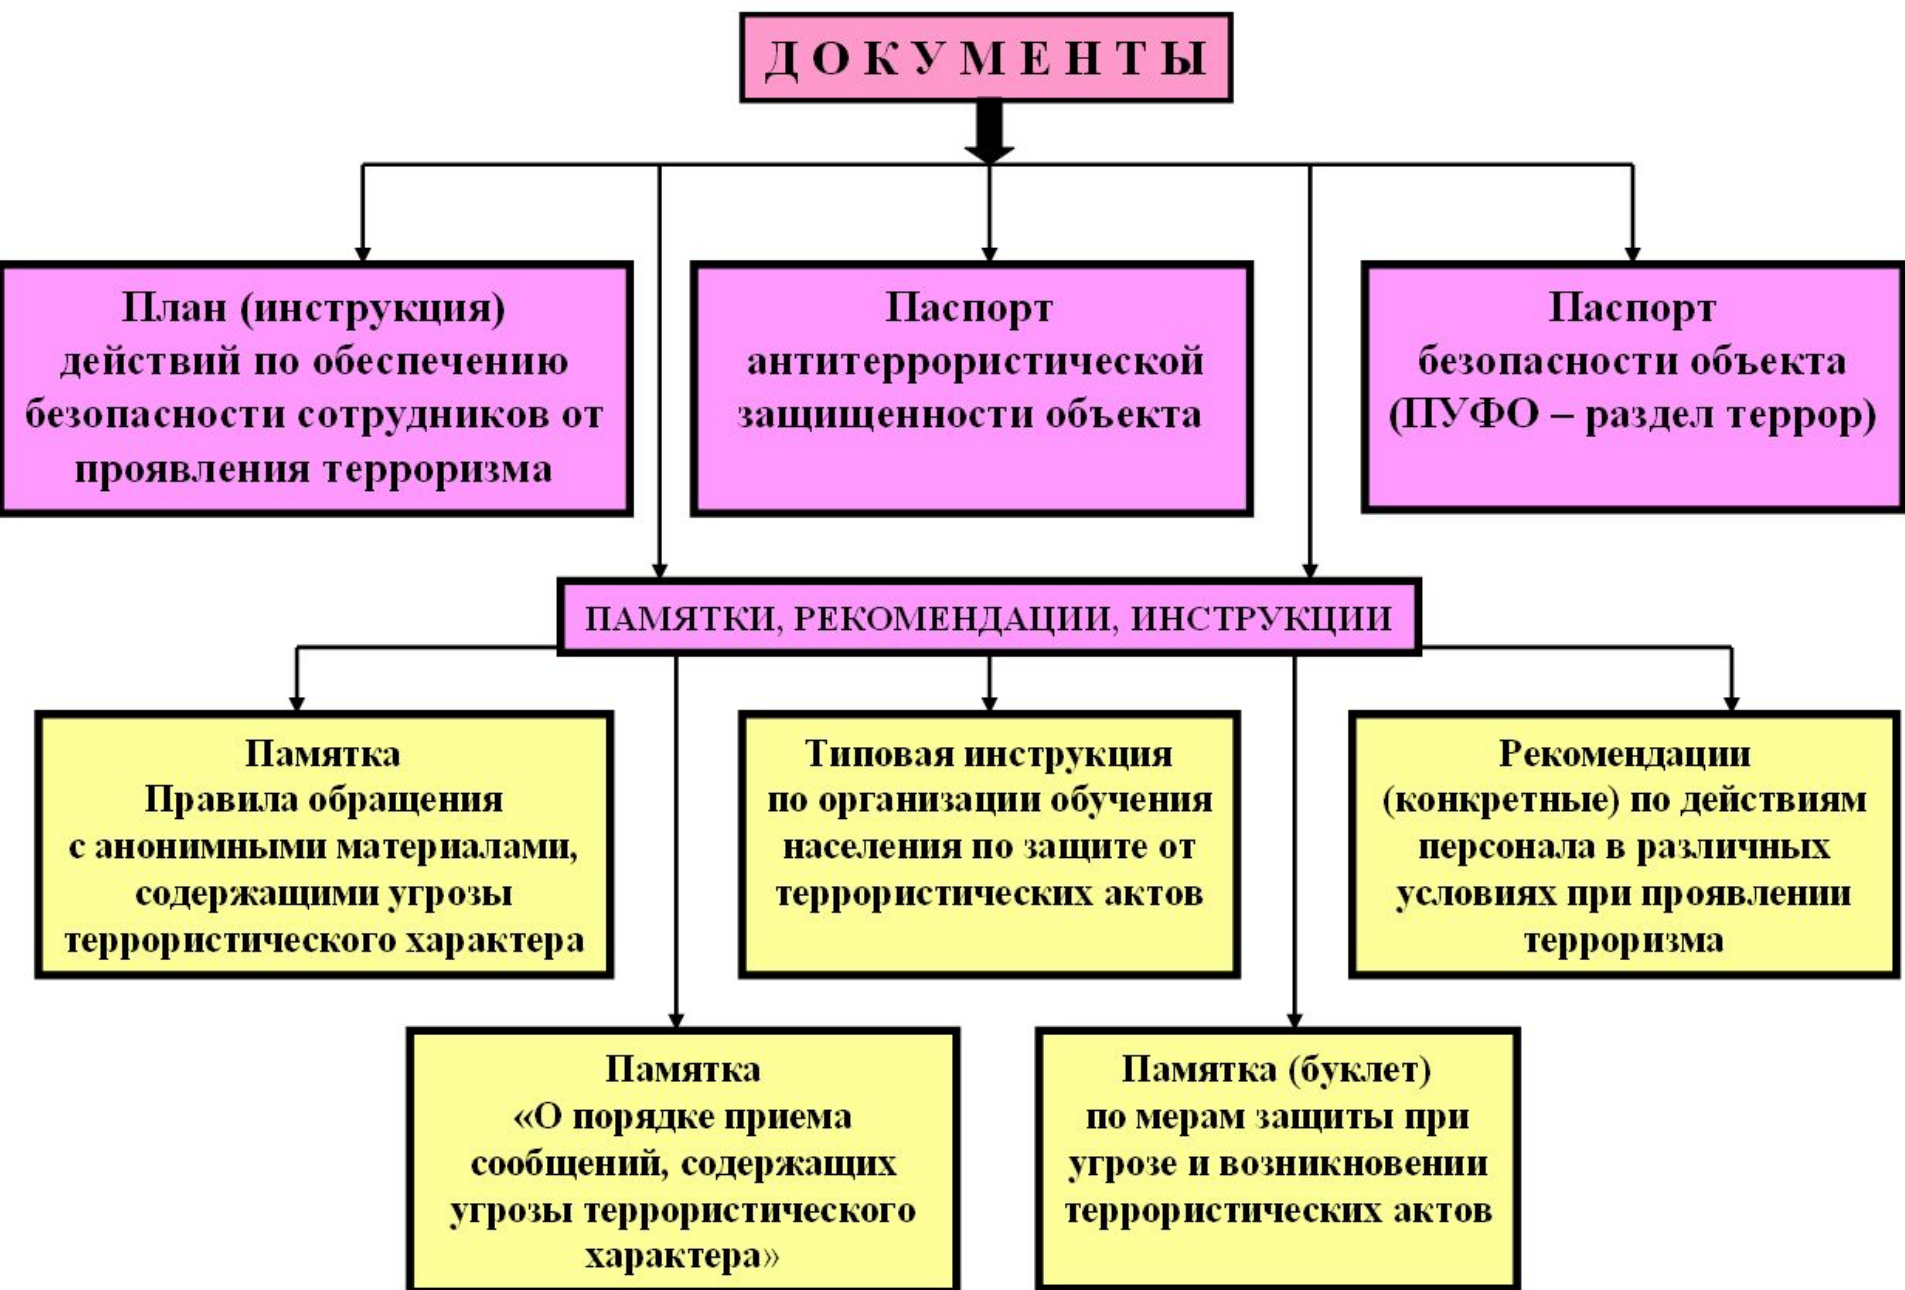 ДОКУМЕНТЫ
План (инструкция)
действий по обеспечению
безопасности сотрудников от
проявления терроризма
Паспорт
антитеррористической
защищенности объекта
Паспорт
безопасности объекта
(ПУФО – раздел террор)
ПАМЯТКИ, РЕКОМЕНДАЦИИ, ИНСТРУКЦИИ
Памятка
Правила обращения
с анонимными материалами,
содержащими угрозы
террористического характера
Типовая инструкция
по организации обучения
населения по защите от
террористических актов
Рекомендации
(конкретные) по действиям
персонала в различных
условиях при проявлении
терроризма
Памятка
«О порядке приема
сообщений, содержащих
угрозы террористического
характера»
Памятка (буклет)
по мерам защиты при
угрозе и возникновении
террористических актов